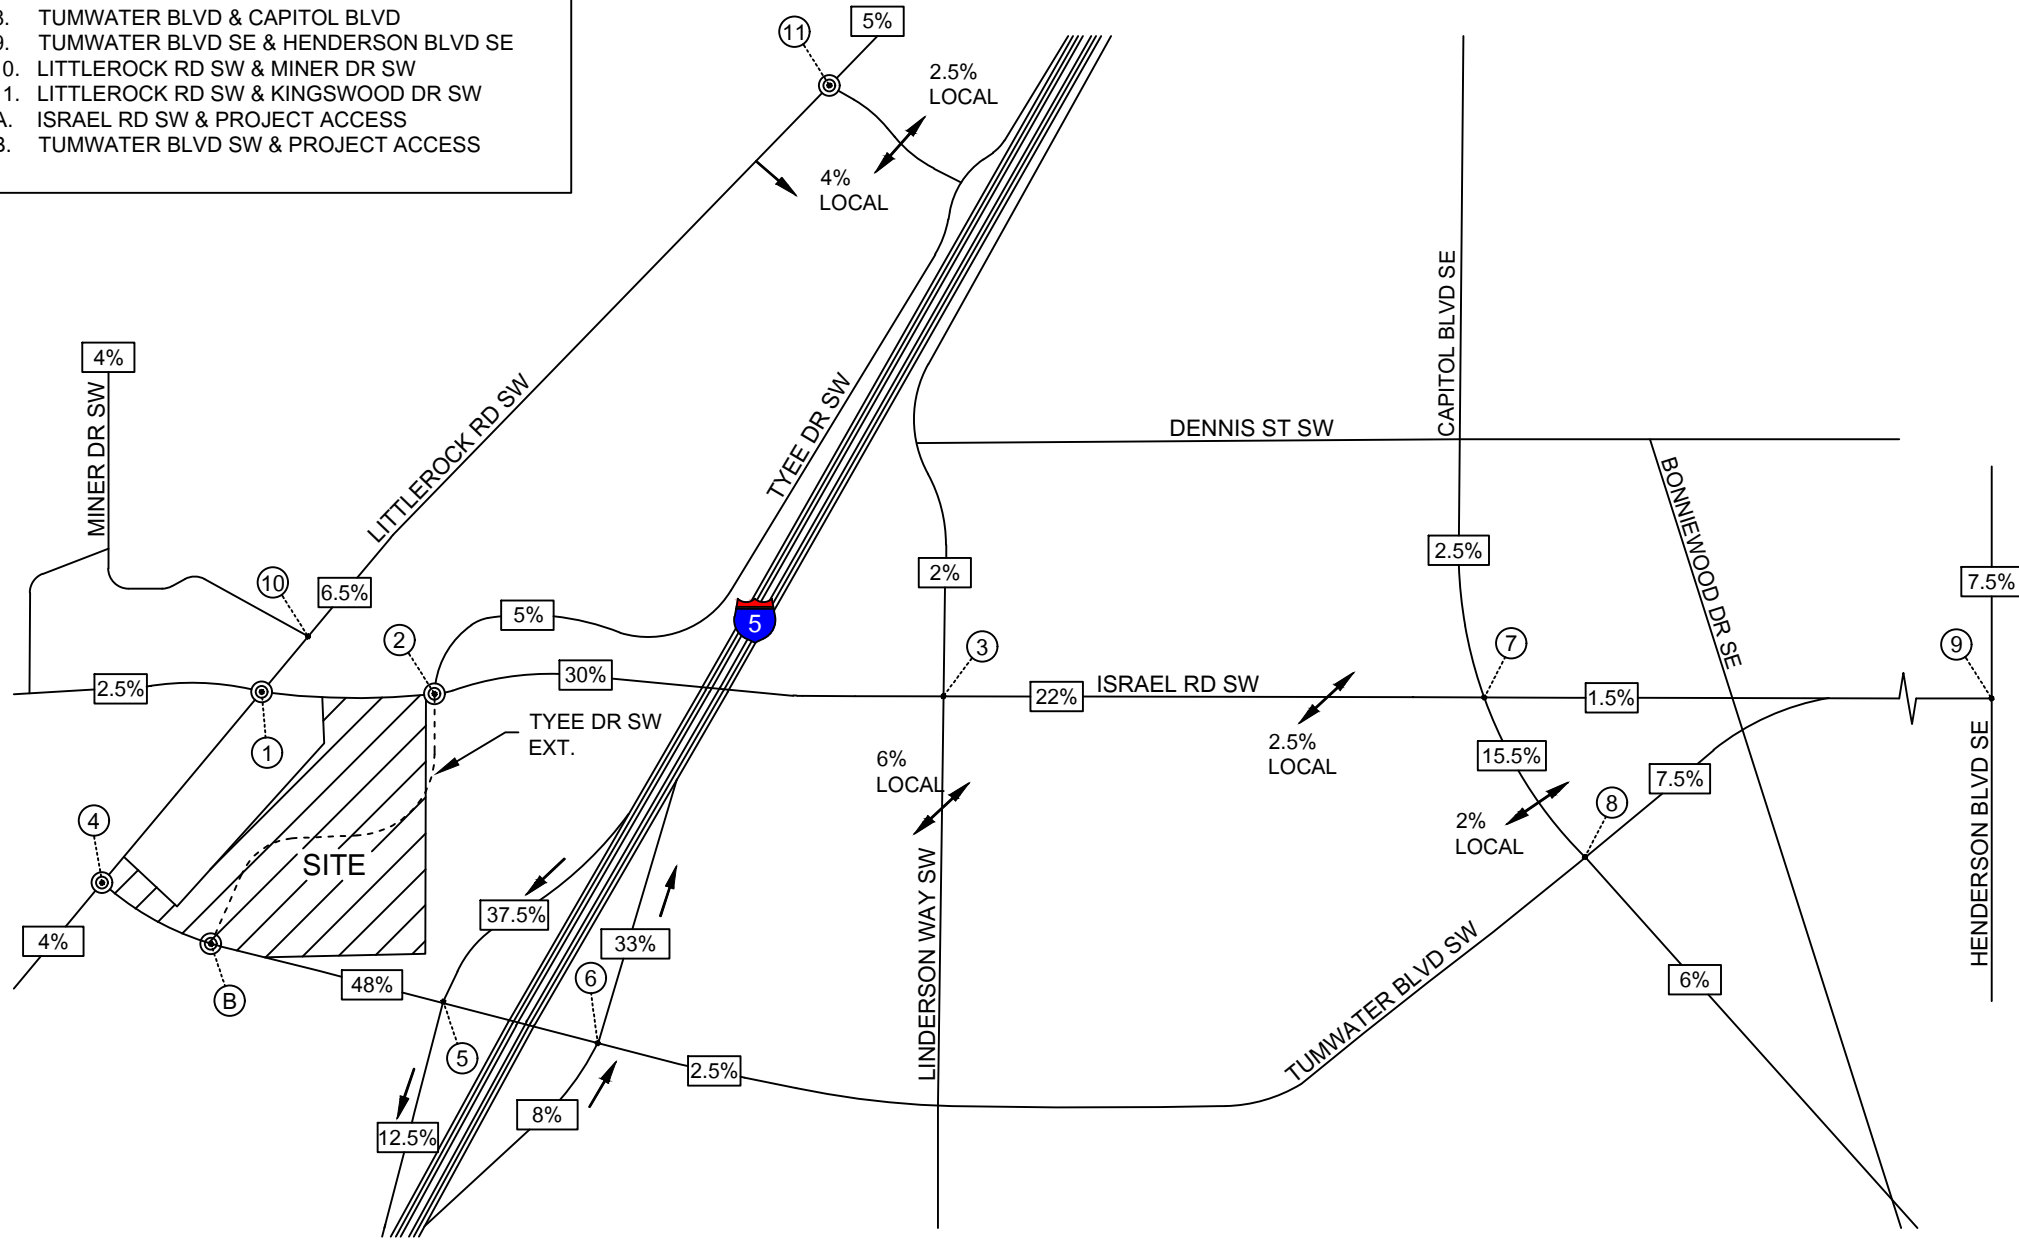 8. TUMWATER BLVD & CAPITOL BLVD
9. TUMWATER BLVD SE & HENDERSON BLVD SE
10. LITTLEROCK RD SW & MINER DR SW
11. LITTLEROCK RD SW & KINGSWOOD DR SW
A. ISRAEL RD SW & PROJECT ACCESS
B. TUMWATER BLVD SW & PROJECT ACCESS
11
5%
2.5%
LOCAL
4%
LOCAL
4%
MINER DR SW
LITTLEROCK RD SW
TYEE DR SW
CAPITOL BLVD SE
DENNIS ST SW
BONNIEWOOD DR SE
10
6.5%
5%
5
2%
2.5%
7.5%
2
3
7
9
2.5%
30%
22%
ISRAEL RD SW
1.5%
1
TYEE DR SW
EXT.
6%
LOCAL
2.5%
LOCAL
15.5%
7.5%
HENDERSON BLVD SE
4
SITE
2%
LOCAL
8
37.5%
33%
4%
48%
6
B
LINDERSON WAY SW
TUMWATER BLVD SW
6%
5
2.5%
8%
12.5%